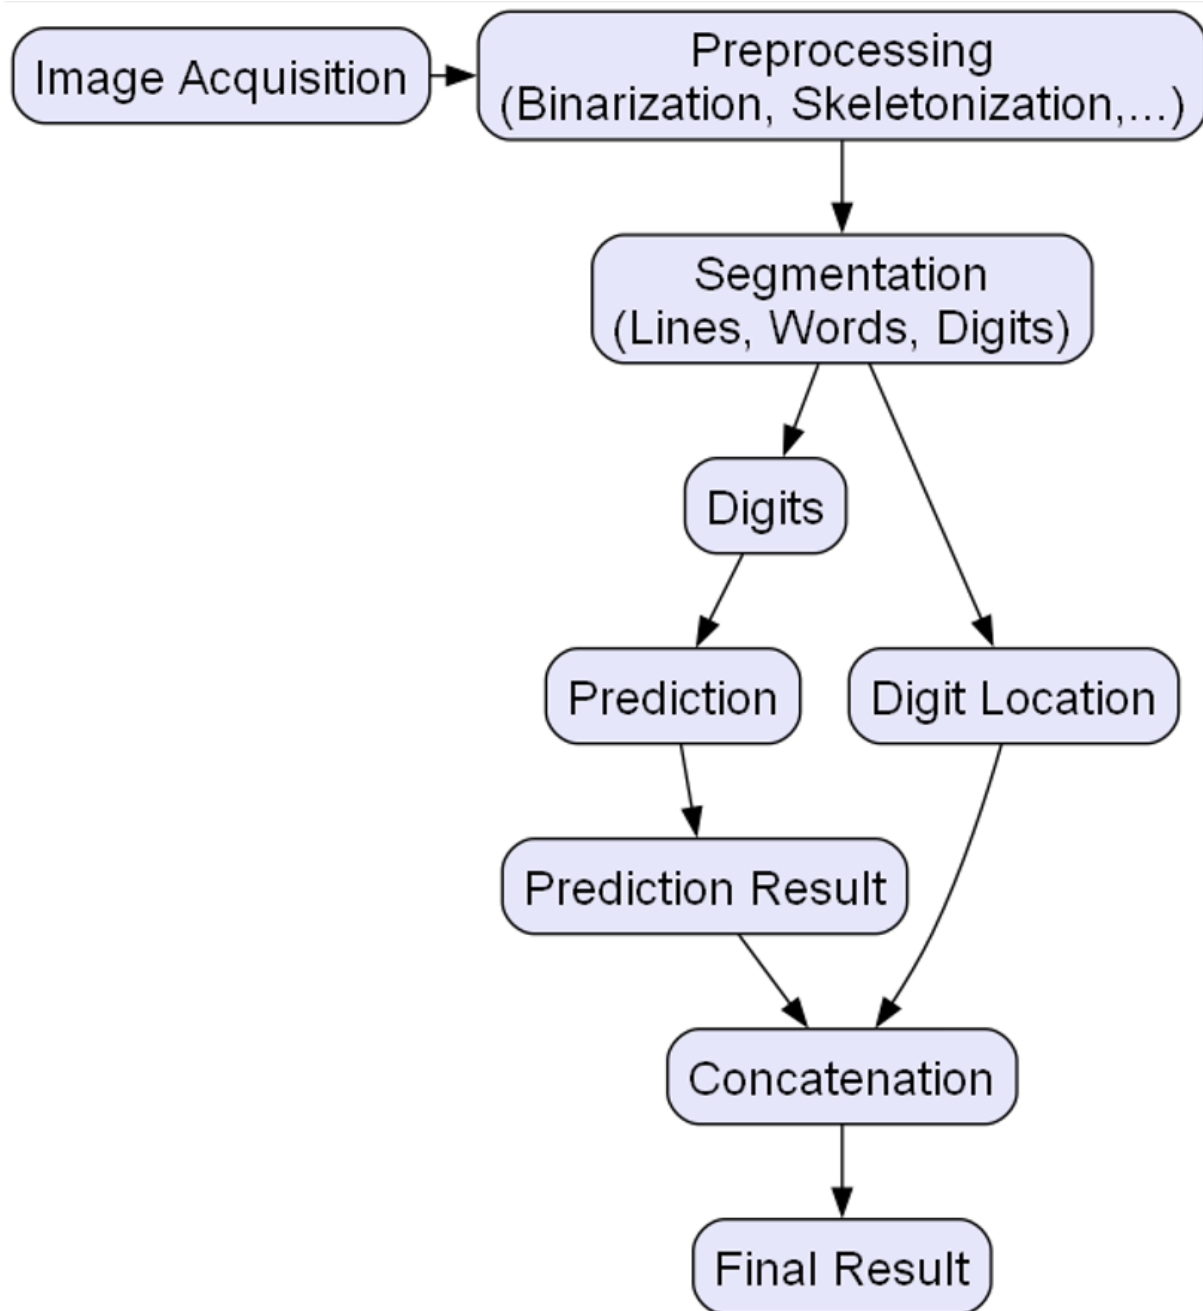 Image Acquisition
Preprocessing
(Binarization, Skeletonization,...)
Segmentation
(Lines, Words, Digits)
Digits
Prediction
Digit Location
Prediction Result
Concatenation
Final Result